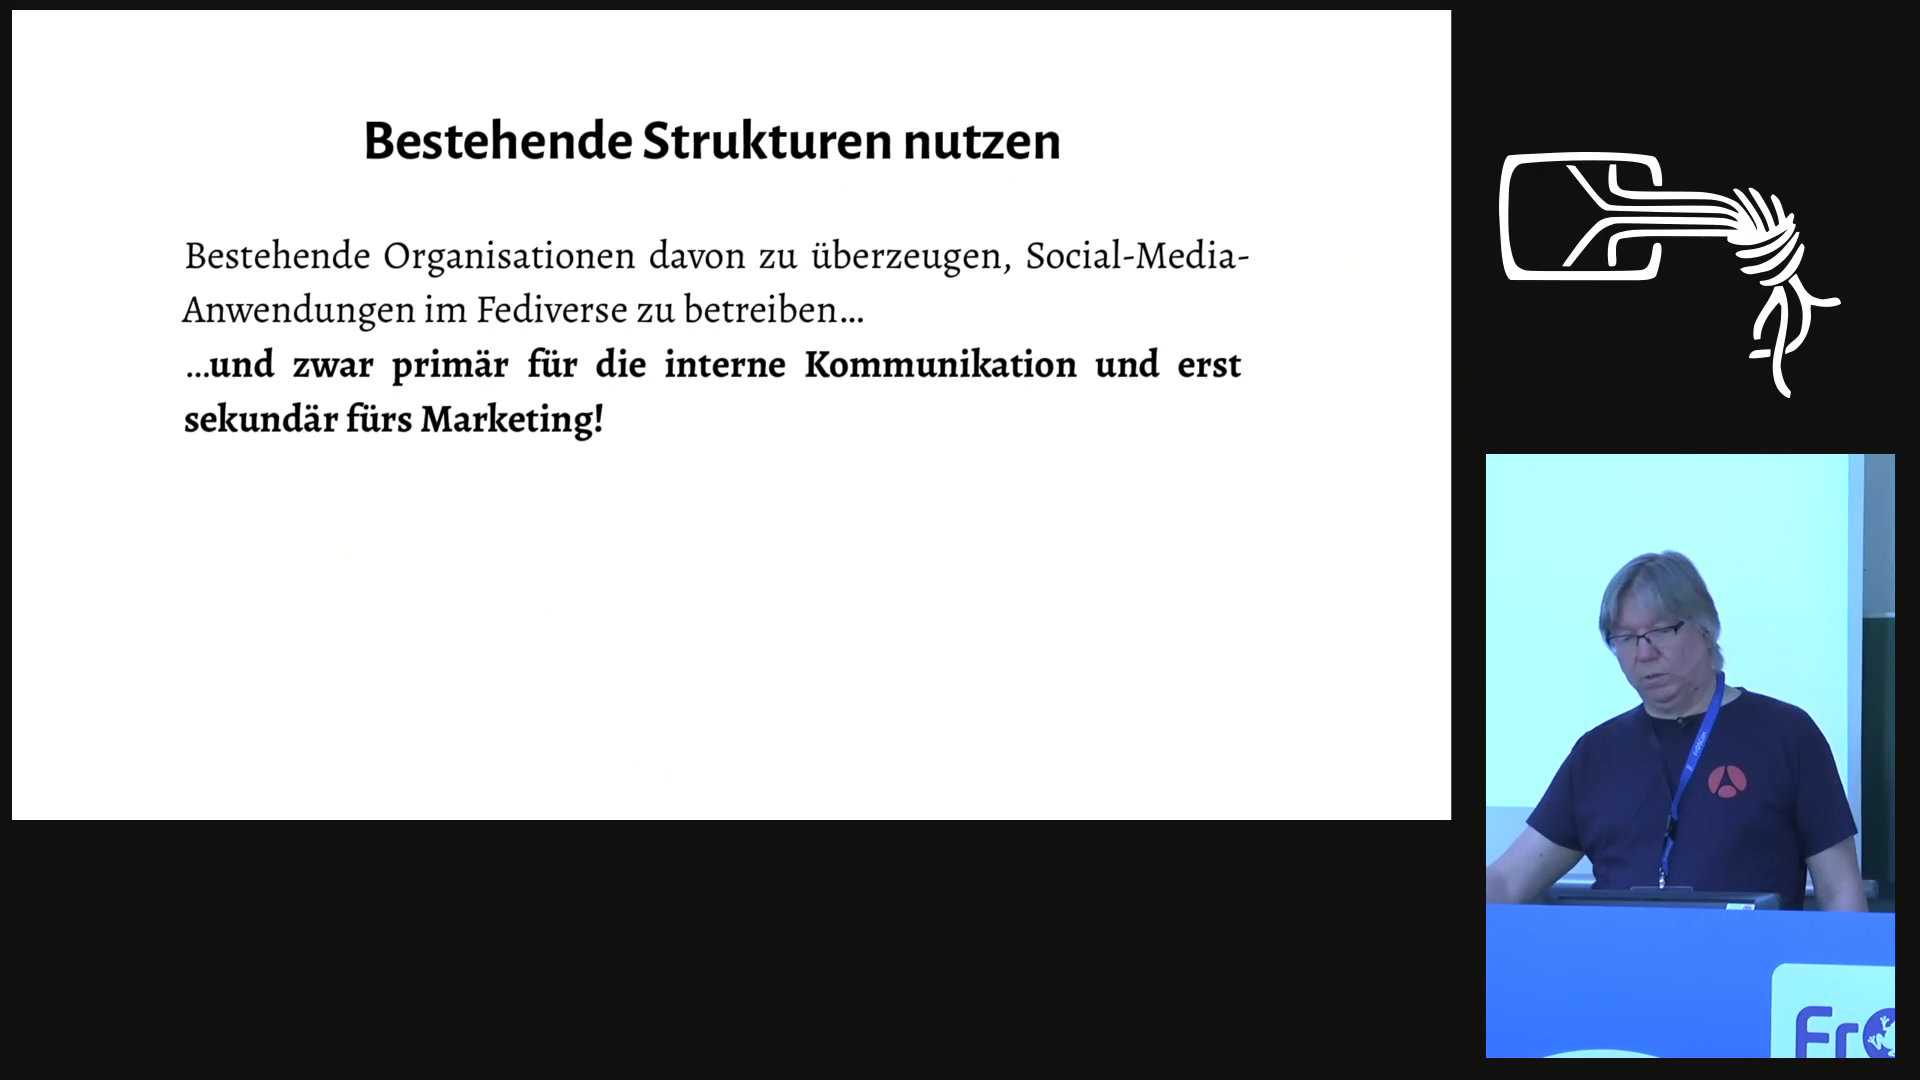 Bestehende Strukturen nutzen
Bestehende Organisationen davon zu überzeugen, Social-Media-
Anwendungen im Fediverse zu betreiben…
…und zwar primär für die interne Kommunikation und erst
sekundär fürs Marketing!
Fr